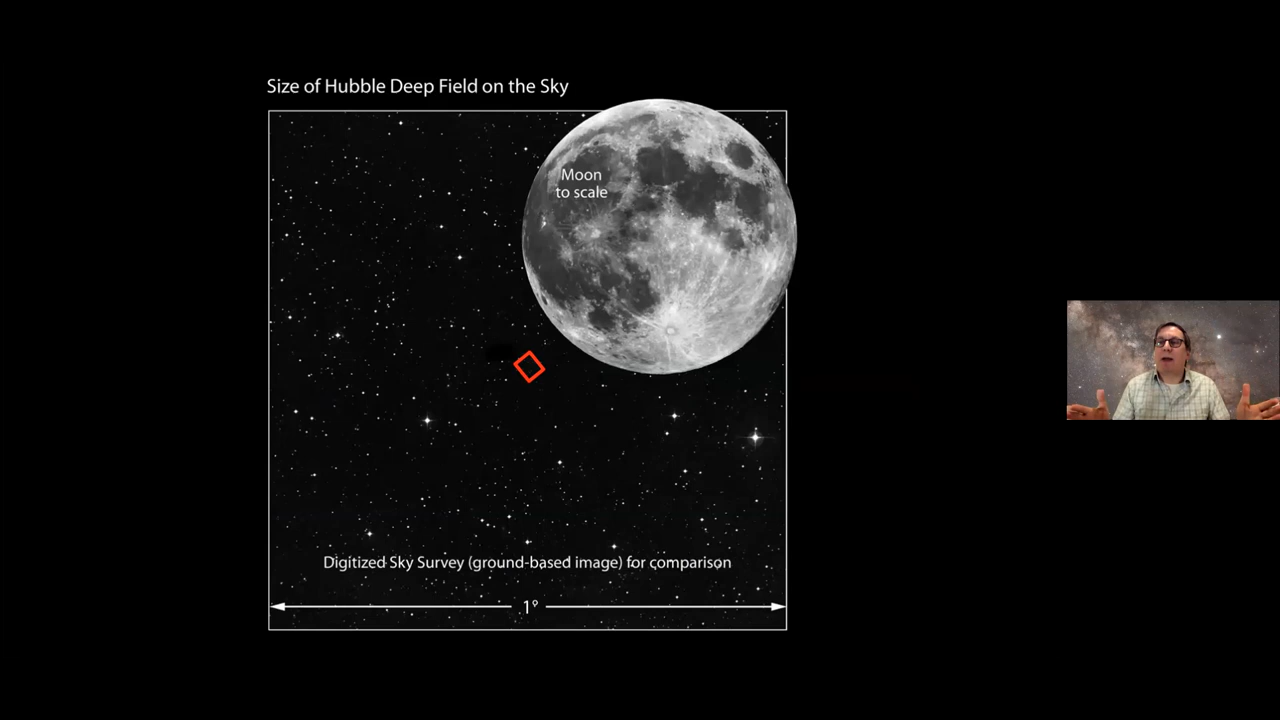 Size of Hubble Deep Field on the Sky
Moon
to scale
Digitized Sky Survey (ground-based image) for comparison
1°